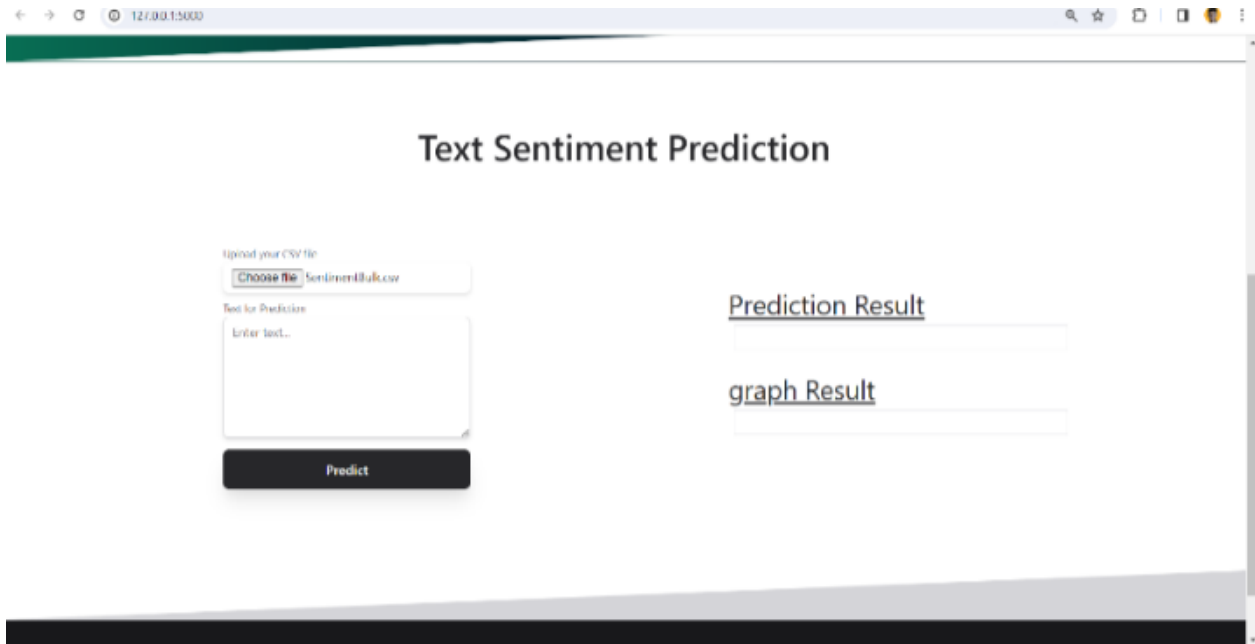 127.0.0.1:5000
Text Sentiment Prediction
Upload your CSV file
Choose file SentimentBulk.csv
Text for Prediction
Enter text...
Predict
Prediction Result
graph Result